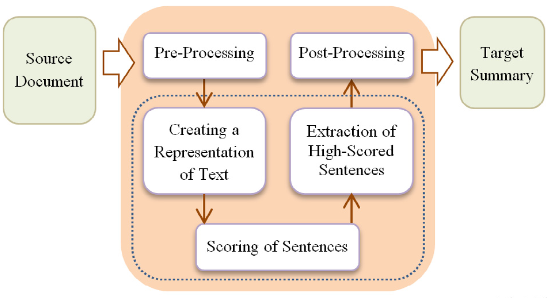 Source
Document
Pre-Processing
Creating a
Representation
of Text
Scoring of Sentences
Extraction of
High-Scored
Sentences
Post-Processing
Target
Summary